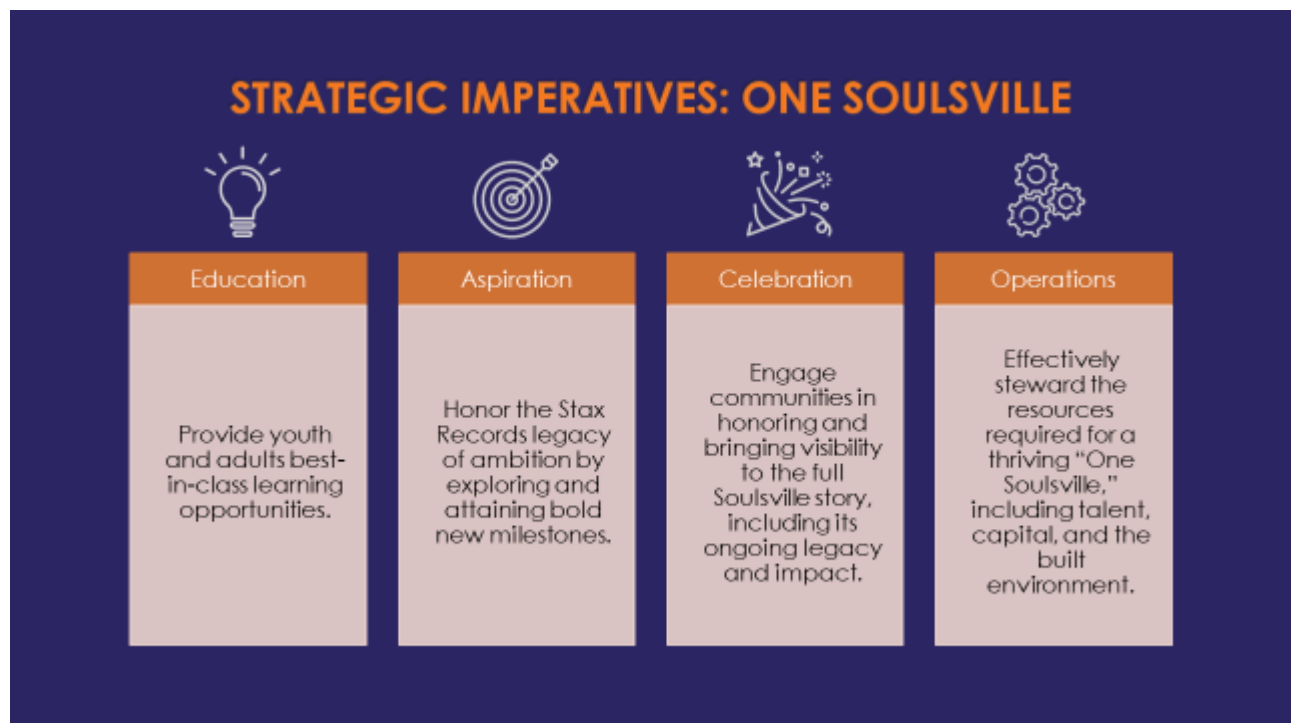 STRATEGIC IMPERATIVES: ONE SOULSVILLE
Education
Provide youth
and adults best-
in-class learning
opportunities.
Aspiration
Honor the Stax
Records legacy
of ambition by
exploring and
attaining bold
new milestones.
Celebration
Engage
communities in
honoring and
bringing visibility
to the full
Soulsville story,
including its
ongoing legacy
and impact.
Operations
Effectively
steward the
resources
required for a
thriving “One
Soulsville,”
including talent,
capital, and the
built
environment.